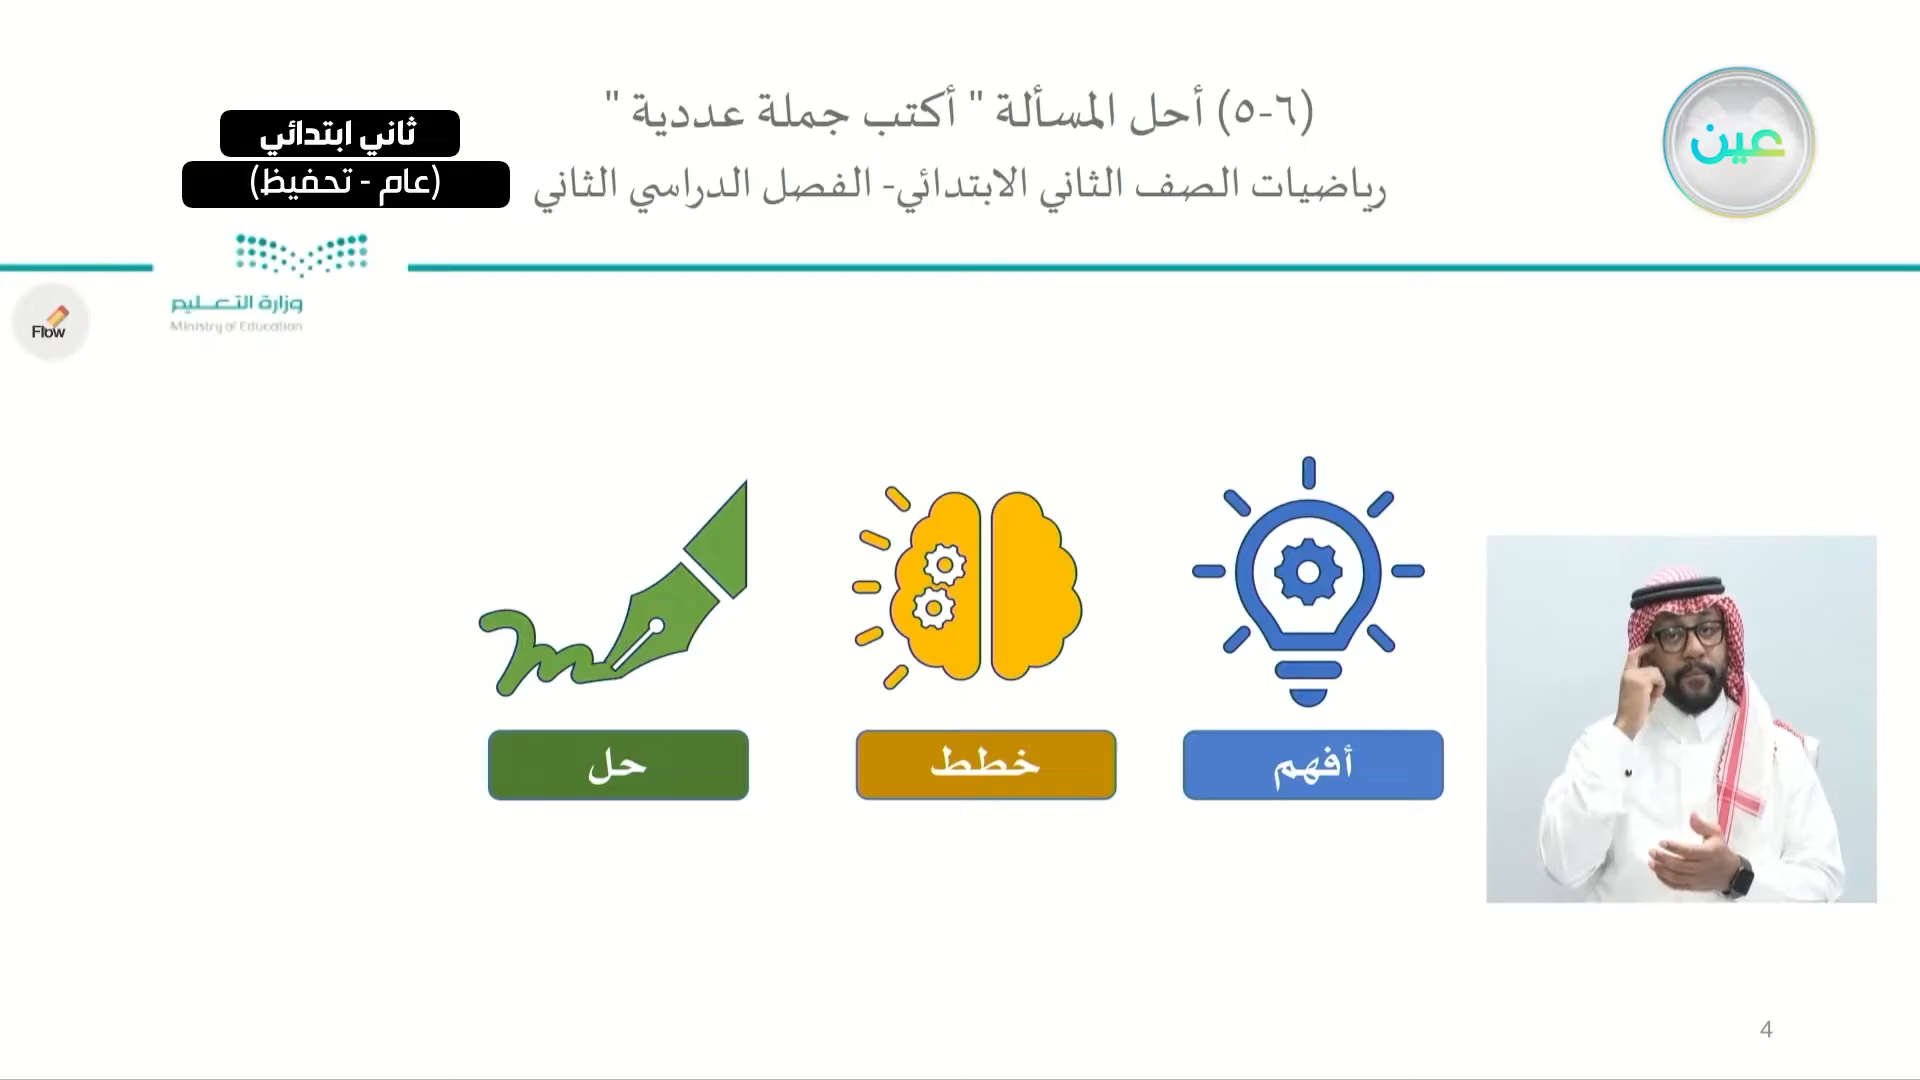 (٦-٥) أحل المسألة " أكتب جملة عددية "
رياضيات الصف الثاني الابتدائي- الفصل الدراسي الثاني
ثاني ابتدائي
(عام - تحفيظ)
عين
وزارة التعليم
Ministry of Education
Flow
أفهم
خطط
حل
4